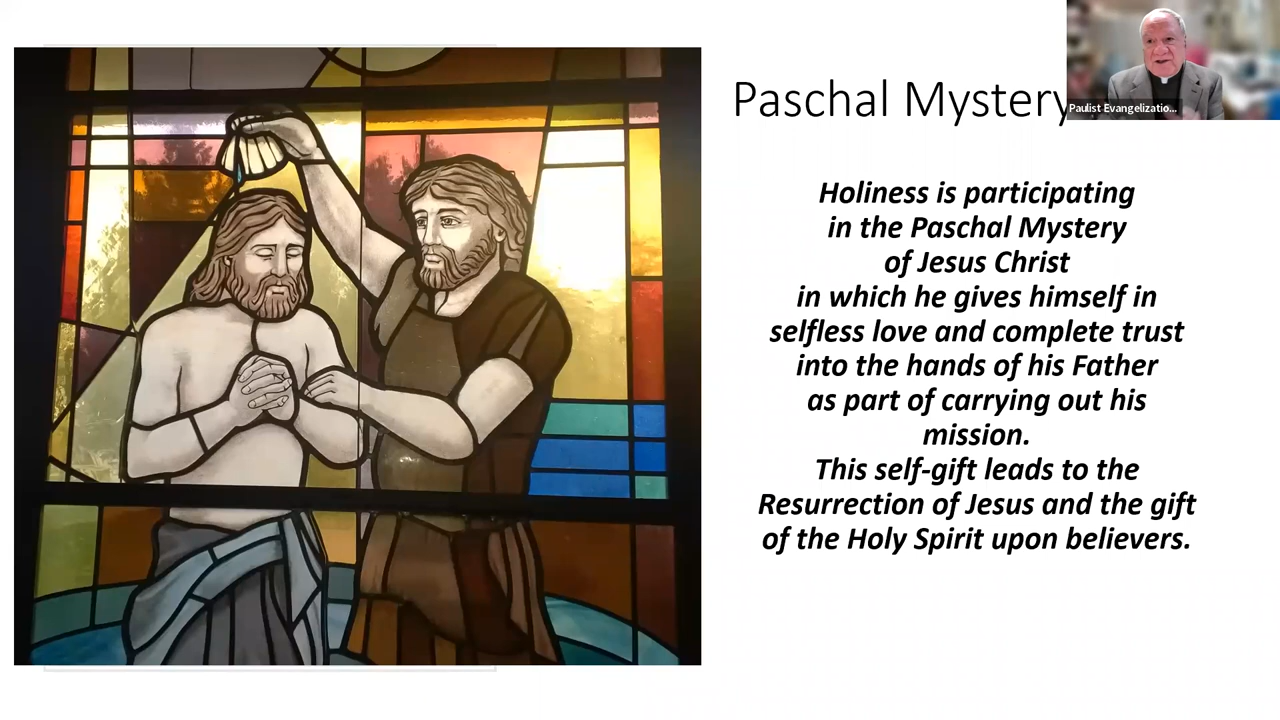 Paschal Mystery
Paulist Evangelizatio...
Holiness is participating
in the Paschal Mystery
of Jesus Christ
in which he gives himself in
selfless love and complete trust
into the hands of his Father
as part of carrying out his
mission.
This self-gift leads to the
Resurrection of Jesus and the gift
of the Holy Spirit upon believers.